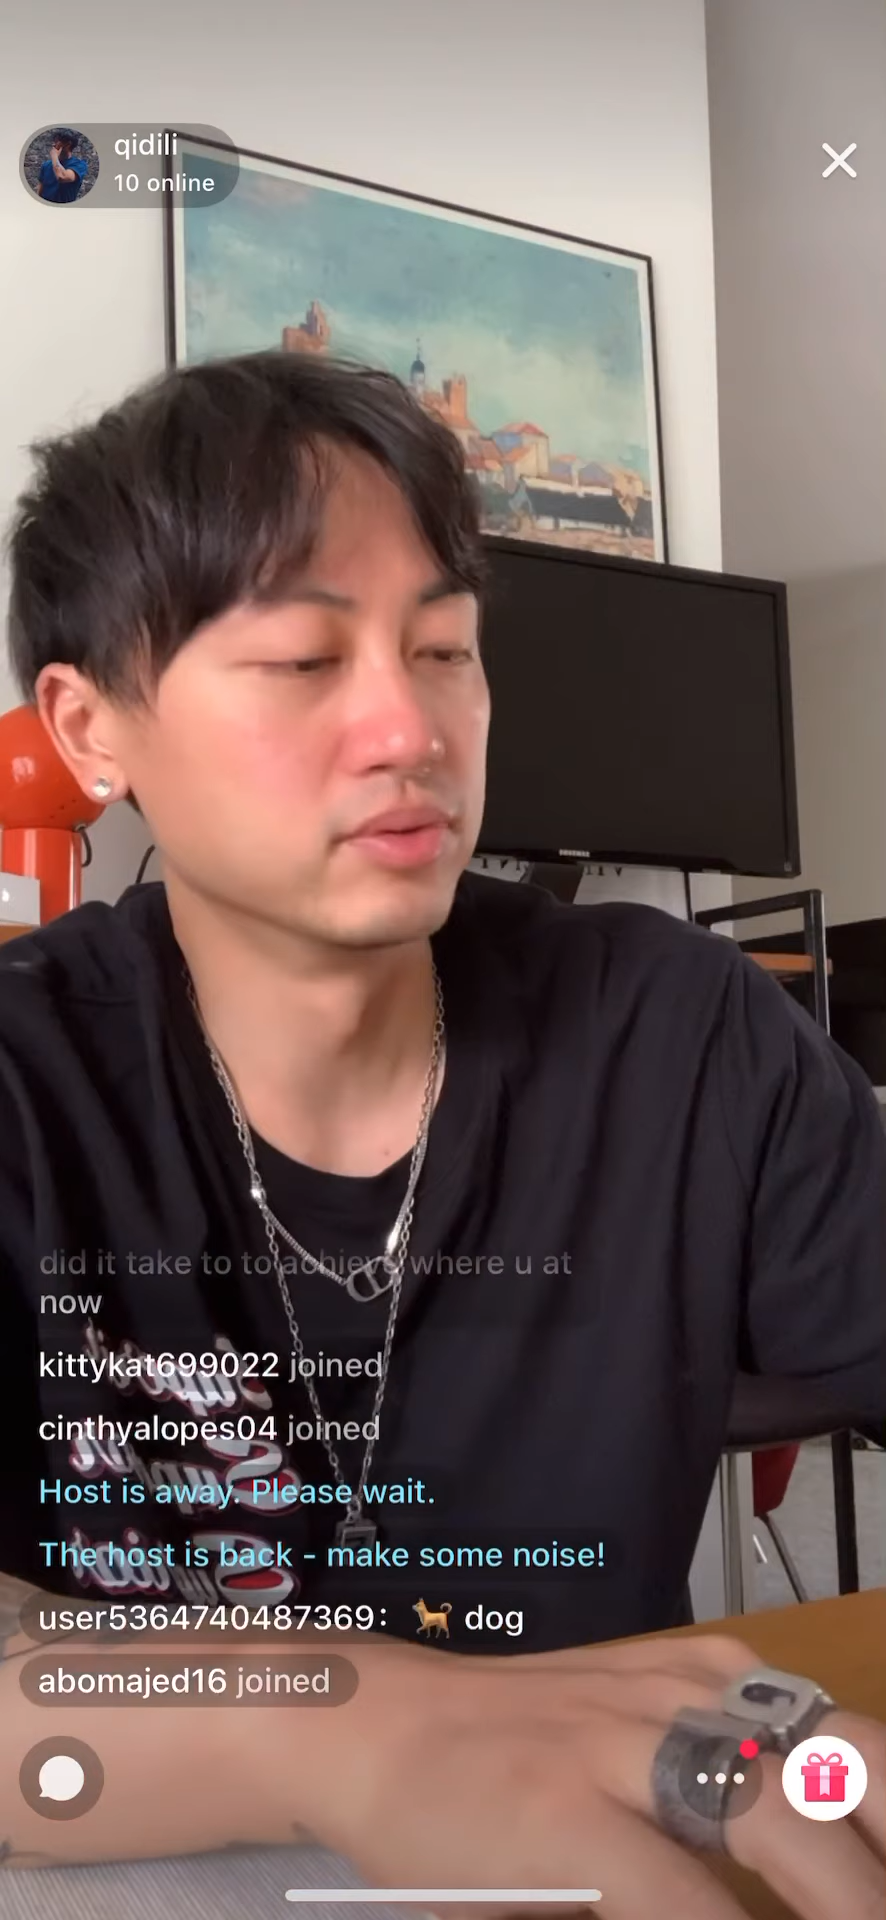 qidili
10 online
did it take to to achieve where u at
now
kittykat699022 joined
cinthyalopes04 joined
Host is away. Please wait.
The host is back - make some noise!
user5364740487369: 🐕 dog
abomajed16 joined